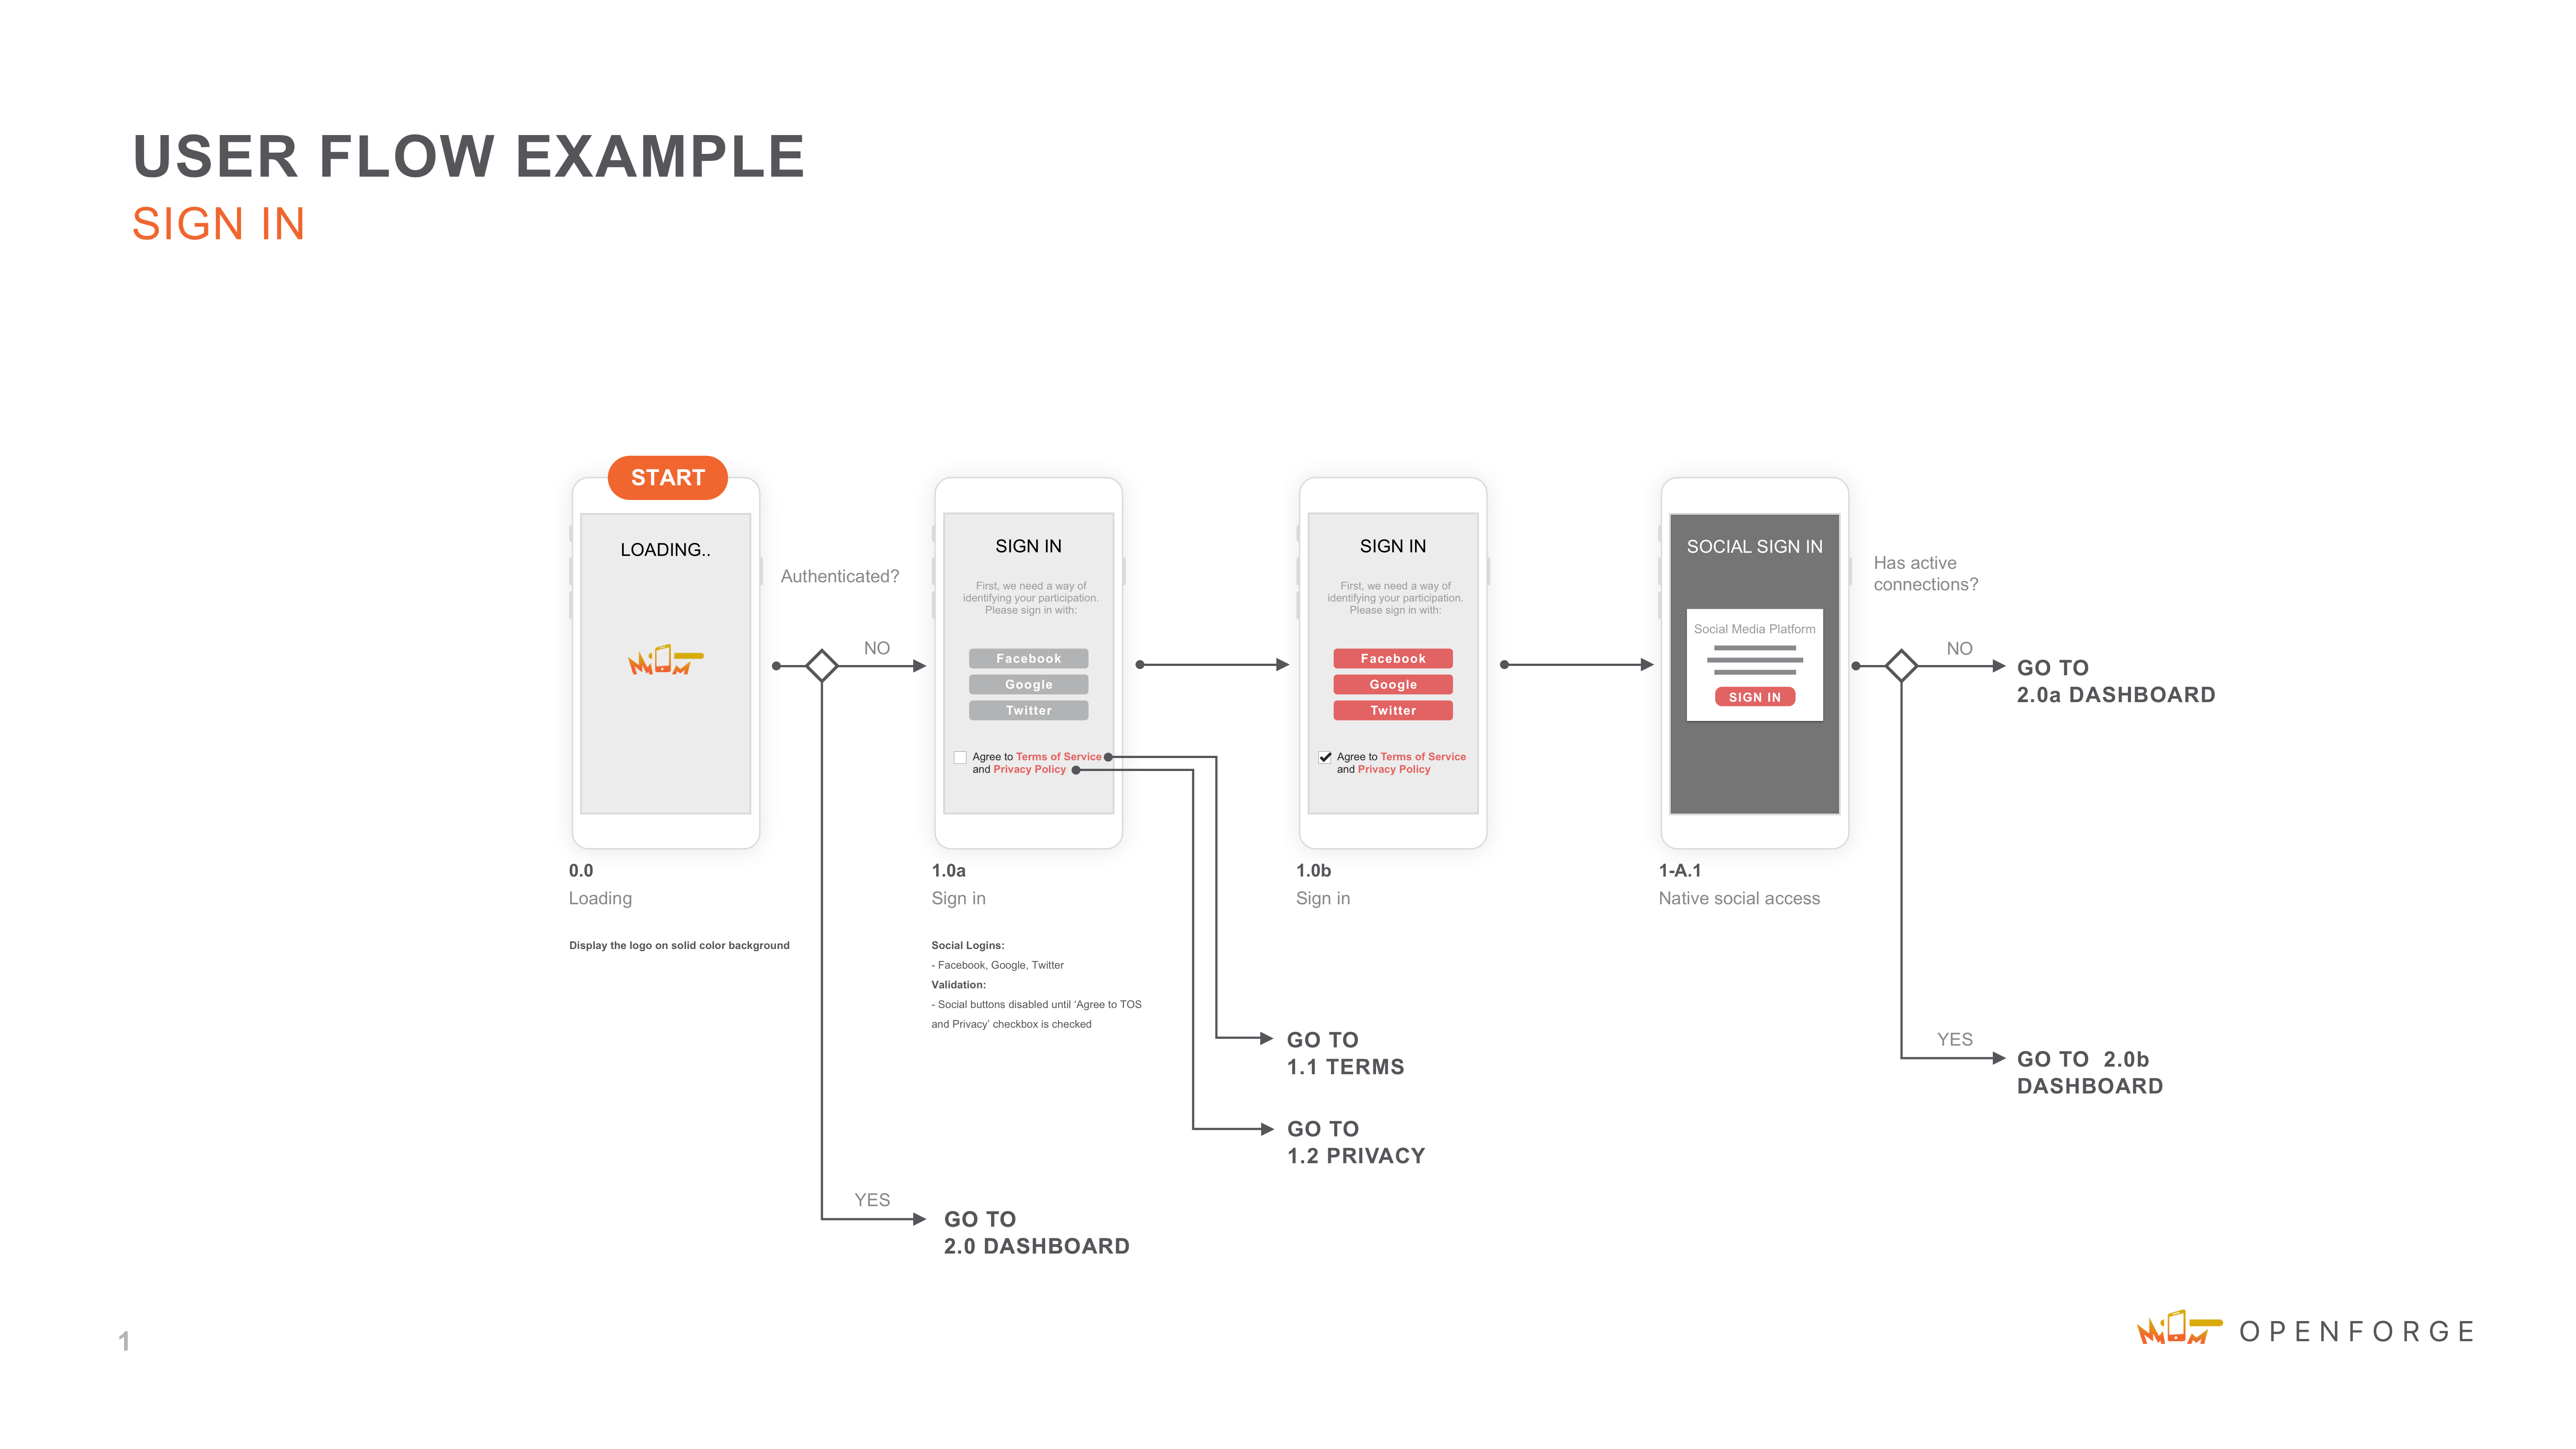 USER FLOW EXAMPLE
SIGN IN
START
LOADING..
Authenticated?
NO
YES
GO TO
2.0 DASHBOARD
0.0
Loading
Display the logo on solid color background
SIGN IN
First, we need a way of
identifying your participation.
Please sign in with:
Facebook
Google
Twitter
Agree to Terms of Service
and Privacy Policy
1.0a
Sign in
Social Logins:
- Facebook, Google, Twitter
Validation:
- Social buttons disabled until ‘Agree to TOS
and Privacy’ checkbox is checked
GO TO
1.1 TERMS
GO TO
1.2 PRIVACY
SIGN IN
First, we need a way of
identifying your participation.
Please sign in with:
Facebook
Google
Twitter
Agree to Terms of Service
and Privacy Policy
1.0b
Sign in
SOCIAL SIGN IN
Social Media Platform
SIGN IN
1-A.1
Native social access
Has active
connections?
NO
GO TO
2.0a DASHBOARD
YES
GO TO 2.0b
DASHBOARD
1
OPENFORGE